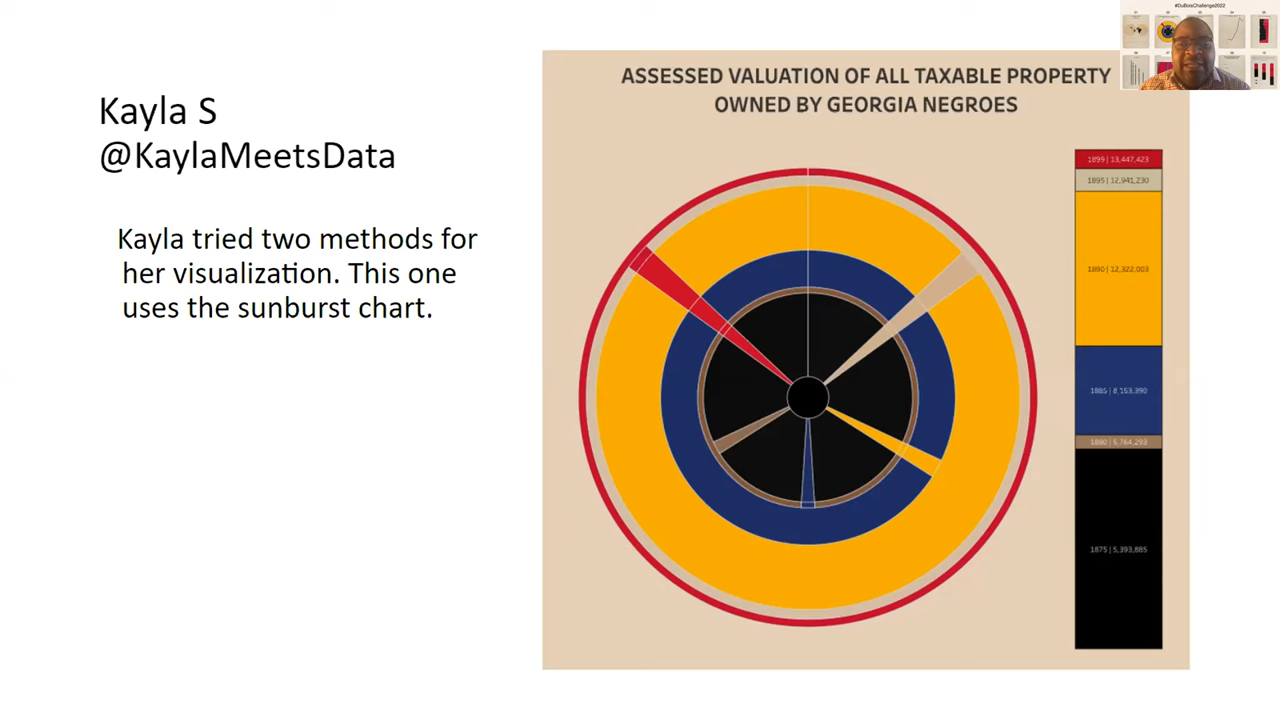 #DuBoisChallenge2022
Kayla S
@KaylaMeetsData
Kayla tried two methods for
her visualization. This one
uses the sunburst chart.
ASSESSED VALUATION OF ALL TAXABLE PROPERTY
OWNED BY GEORGIA NEGROES
1899 | 13,447,423
1895 | 12,941,230
1890 | 12,322,003
1885 | 8,153,390
1880 | 5,764,293
1875 | 5,393,885